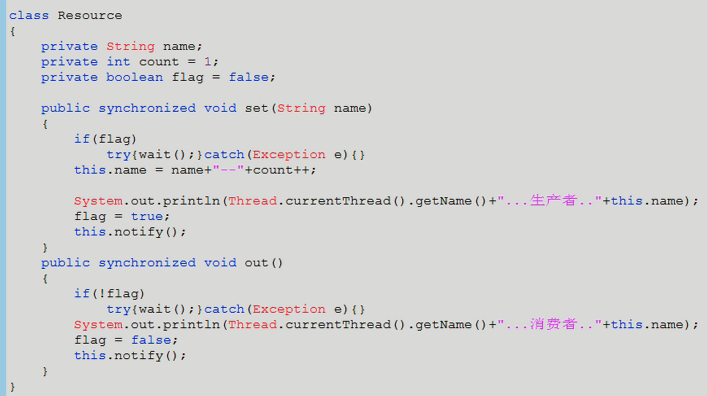 class Resource
{
    private String name;
    private int count = 1;
    private boolean flag = false;

    public synchronized void set(String name)
    {
        if(flag)
            try{wait();}catch(Exception e){}
        this.name = name+"--"+count++;

        System.out.println(Thread.currentThread().getName()+"...生产者.."+this.name);
        flag = true;
        this.notify();
    }
    public synchronized void out()
    {
        if(!flag)
            try{wait();}catch(Exception e){}
        System.out.println(Thread.currentThread().getName()+"...消费者.."+this.name);
        flag = false;
        this.notify();
    }
}